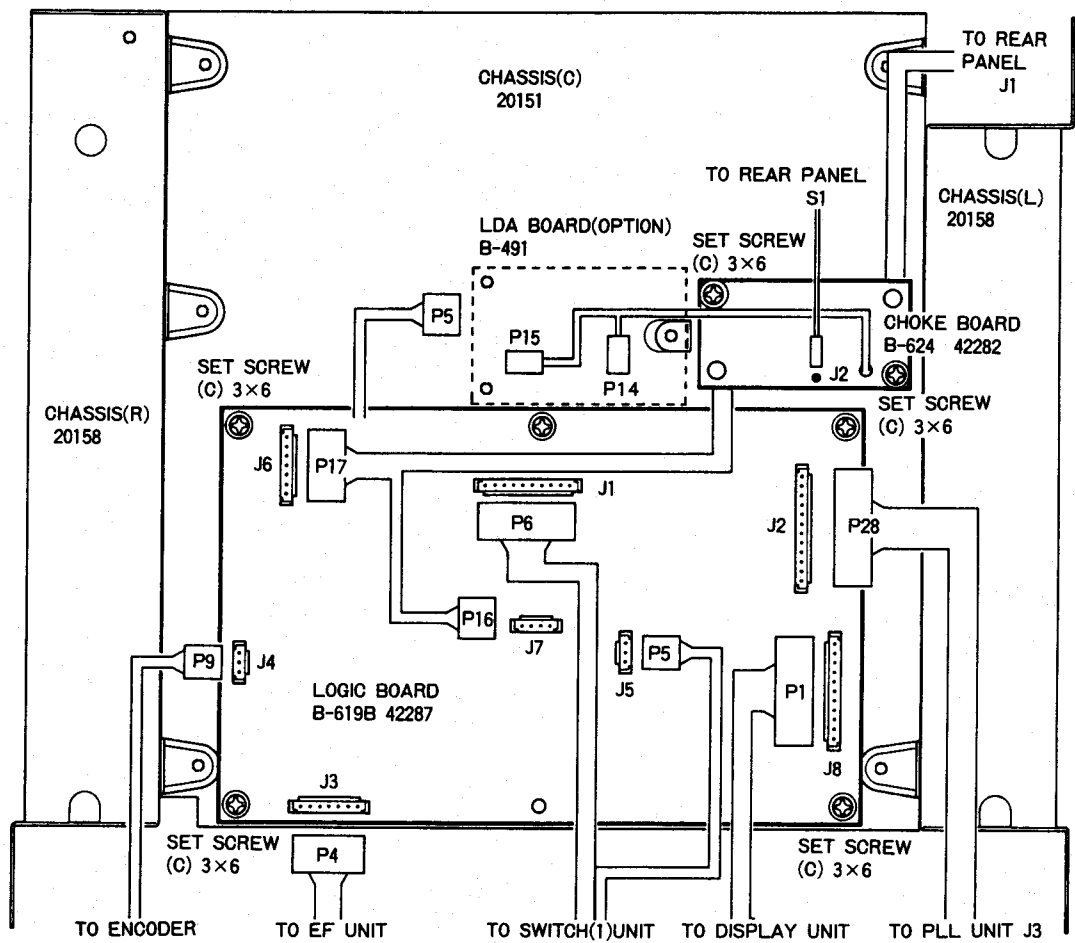 TO REAR
PANEL
J1
CHASSIS(C)
20151
TO REAR PANEL
S1
CHASSIS(L)
20158
LDA BOARD(OPTION)
B-491
SET SCREW
(C) 3×6
P5
P15
P14
J2
CHOKE BOARD
B-624 42282
SET SCREW
(C) 3×6
SET SCREW
(C) 3×6
CHASSIS(R)
20158
J6
P17
J1
P6
J2
P28
P16
J7
P9
J4
J5
P5
P1
LOGIC BOARD
B-619B 42287
J8
J3
SET SCREW
(C) 3×6
P4
SET SCREW
(C) 3×6
TO ENCODER
TO EF UNIT
TO SWITCH(1)UNIT
TO DISPLAY UNIT
TO PLL UNIT J3